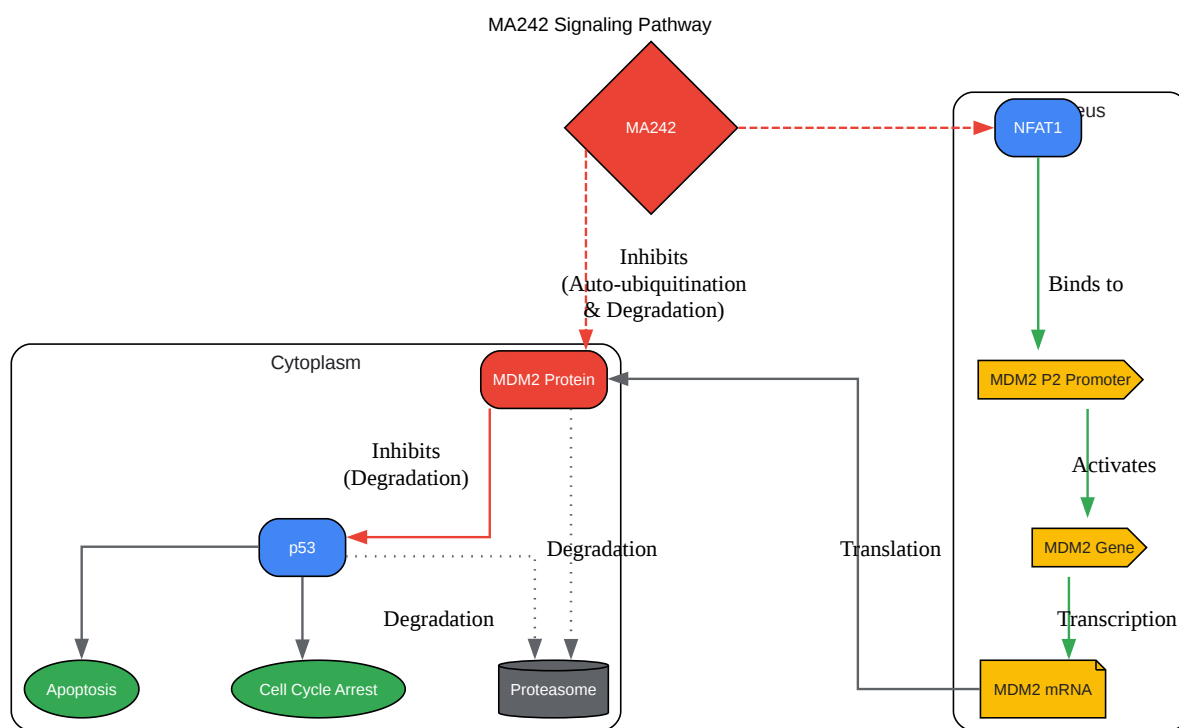 MA242 Signaling Pathway
MA242
NFAT1
Inhibits
(Auto-ubiquitination
& Degradation)
Binds to
Cytoplasm
MDM2 Protein
MDM2 P2 Promoter
Inhibits
(Degradation)
Activates
p53
Degradation
Translation
MDM2 Gene
Degradation
Transcription
Apoptosis
Cell Cycle Arrest
Proteasome
MDM2 mRNA